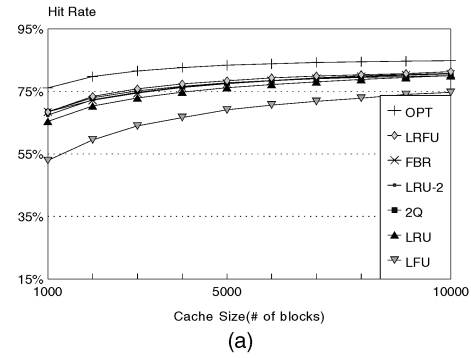 Hit Rate
95%
75%
55%
35%
15%
OPT
LRFU
FBR
LRU-2
2Q
LRU
LFU
1000 5000 10000
Cache Size(# of blocks)
(a)